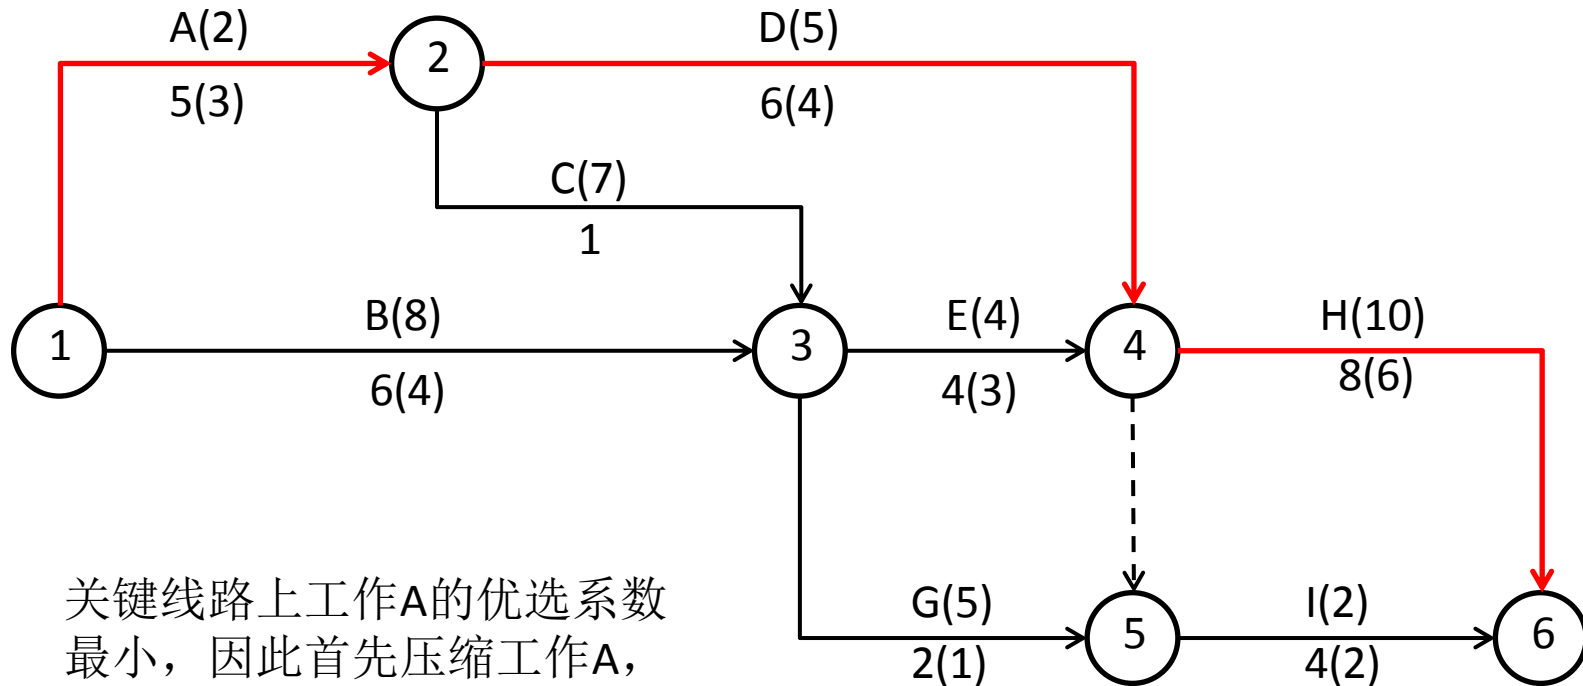 A(2)
5(3)
2
D(5)
6(4)
C(7)
1
1
B(8)
6(4)
3
E(4)
4(3)
4
H(10)
8(6)
G(5)
2(1)
5
I(2)
4(2)
6
关键线路上工作A的优选系数
最小，因此首先压缩工作A，